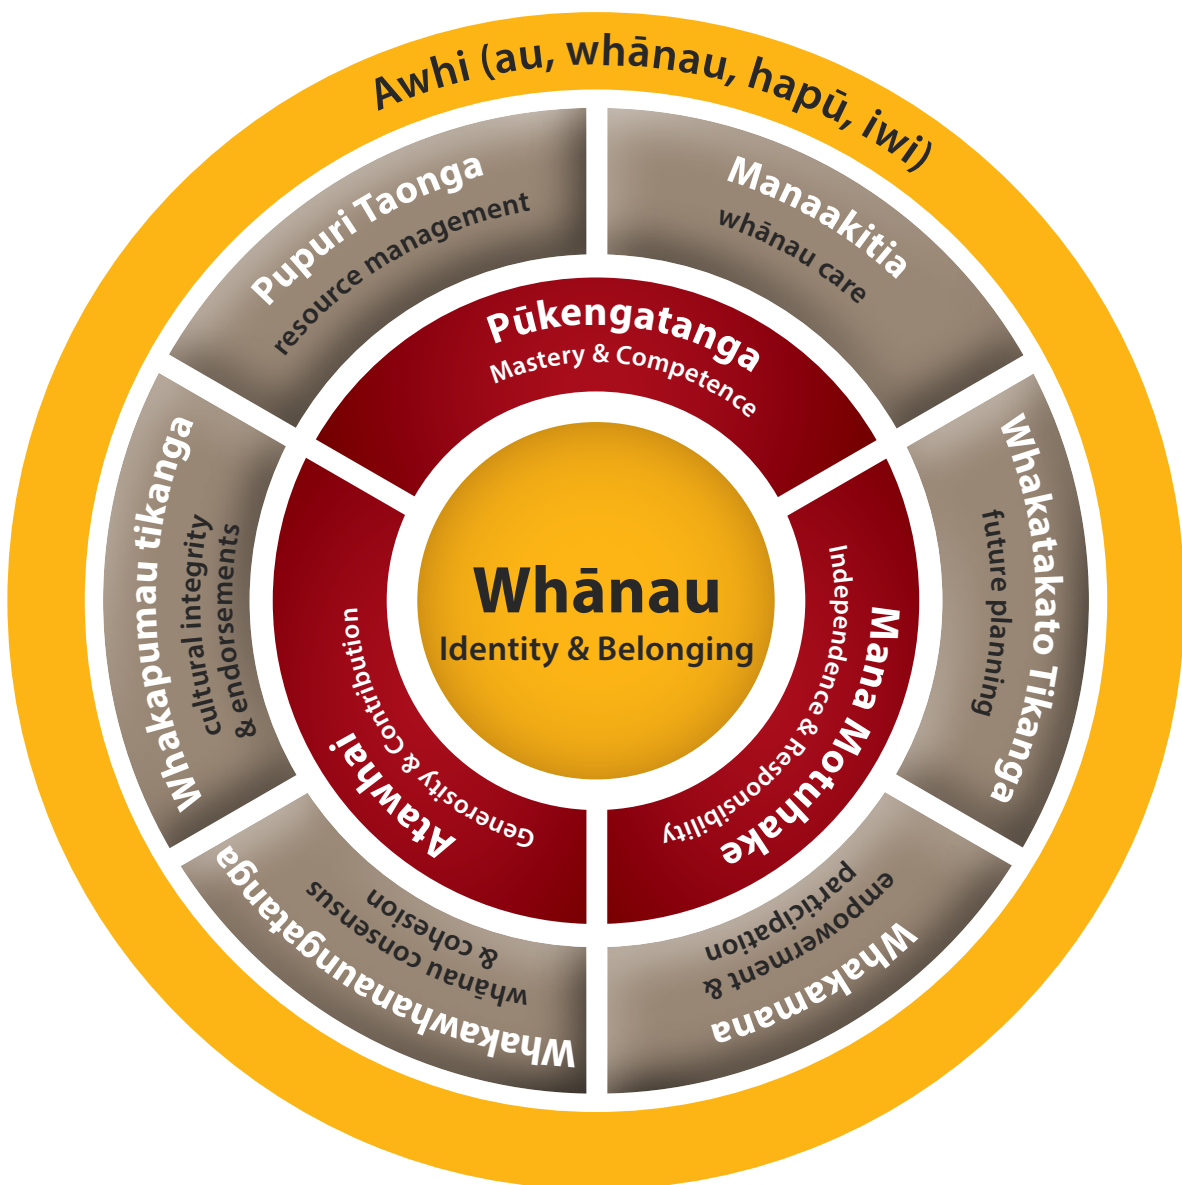 Awhi (au, whānau, hapū, iwi)
Pupuri Taonga
resource management
Manaakitia
whānau care
Whakatakato Tikanga
future planning
Whakamana
empowerment &
participation
Whakawhanaungatanga
whānau consensus
& cohesion
Whakapumau tikanga
cultural integrity
& endorsements
Pūkengatanga
Mastery & Competence
Mana Motuhake
Independence & Responsibility
Atawhai
Generosity & Contribution
Whānau
Identity & Belonging